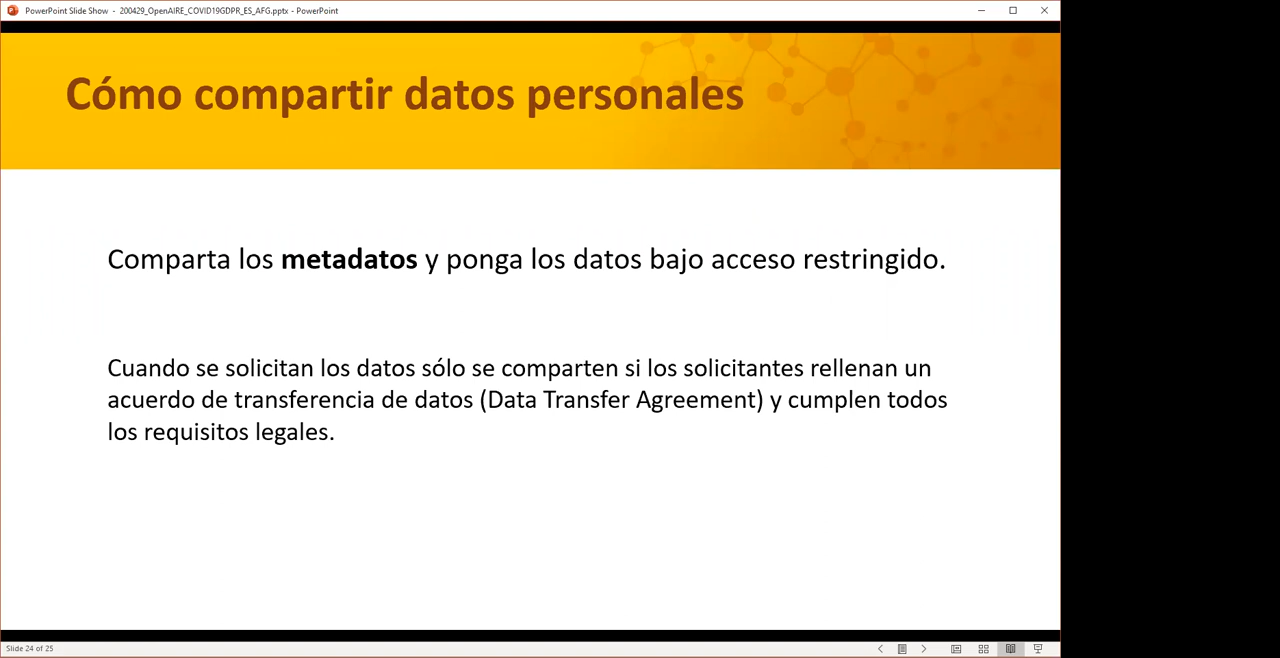 PowerPoint Slide Show - 200429_OpenAIRE_COVID19GDPR_ES_AFG.pptx - PowerPoint
Cómo compartir datos personales
Comparta los metadatos y ponga los datos bajo acceso restringido.
Cuando se solicitan los datos sólo se comparten si los solicitantes rellenan un
acuerdo de transferencia de datos (Data Transfer Agreement) y cumplen todos
los requisitos legales.
Slide 24 of 25